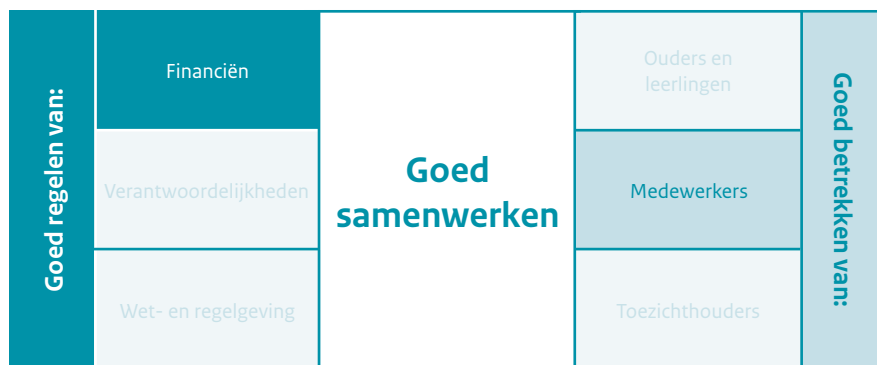 Goed regelen van:
Financiën
Verantwoordelijkheden
Wet- en regelgeving
Goed
samenwerken
Ouders en
leerlingen
Medewerkers
Toezichthouders
Goed betrekken van: